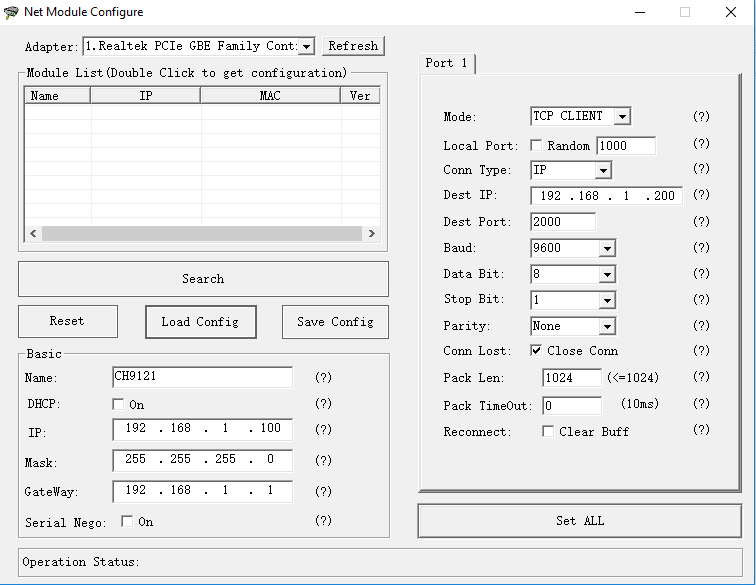 Net Module Configure
Adapter: 1.Realtek PCIe GBE Family Cont: Refresh
Module List(Double Click to get configuration)
Name IP MAC Ver
Search
Reset Load Config Save Config
Basic
Name: CH9121 (?)
DHCP: On (?)
IP: 192 .168 . 1 .100 (?)
Mask: 255 .255 .255 . 0 (?)
GateWay: 192 .168 . 1 . 1 (?)
Serial Nego: On (?)
Port 1
Mode: TCP CLIENT (?)
Local Port: Random 1000 (?)
Conn Type: IP (?)
Dest IP: 192 .168 . 1 .200 (?)
Dest Port: 2000 (?)
Baud: 9600 (?)
Data Bit: 8 (?)
Stop Bit: 1 (?)
Parity: None (?)
Conn Lost: Close Conn (?)
Pack Len: 1024 (<=1024) (?)
Pack TimeOut: 0 (10ms) (?)
Reconnect: Clear Buff (?)
Set ALL
Operation Status: